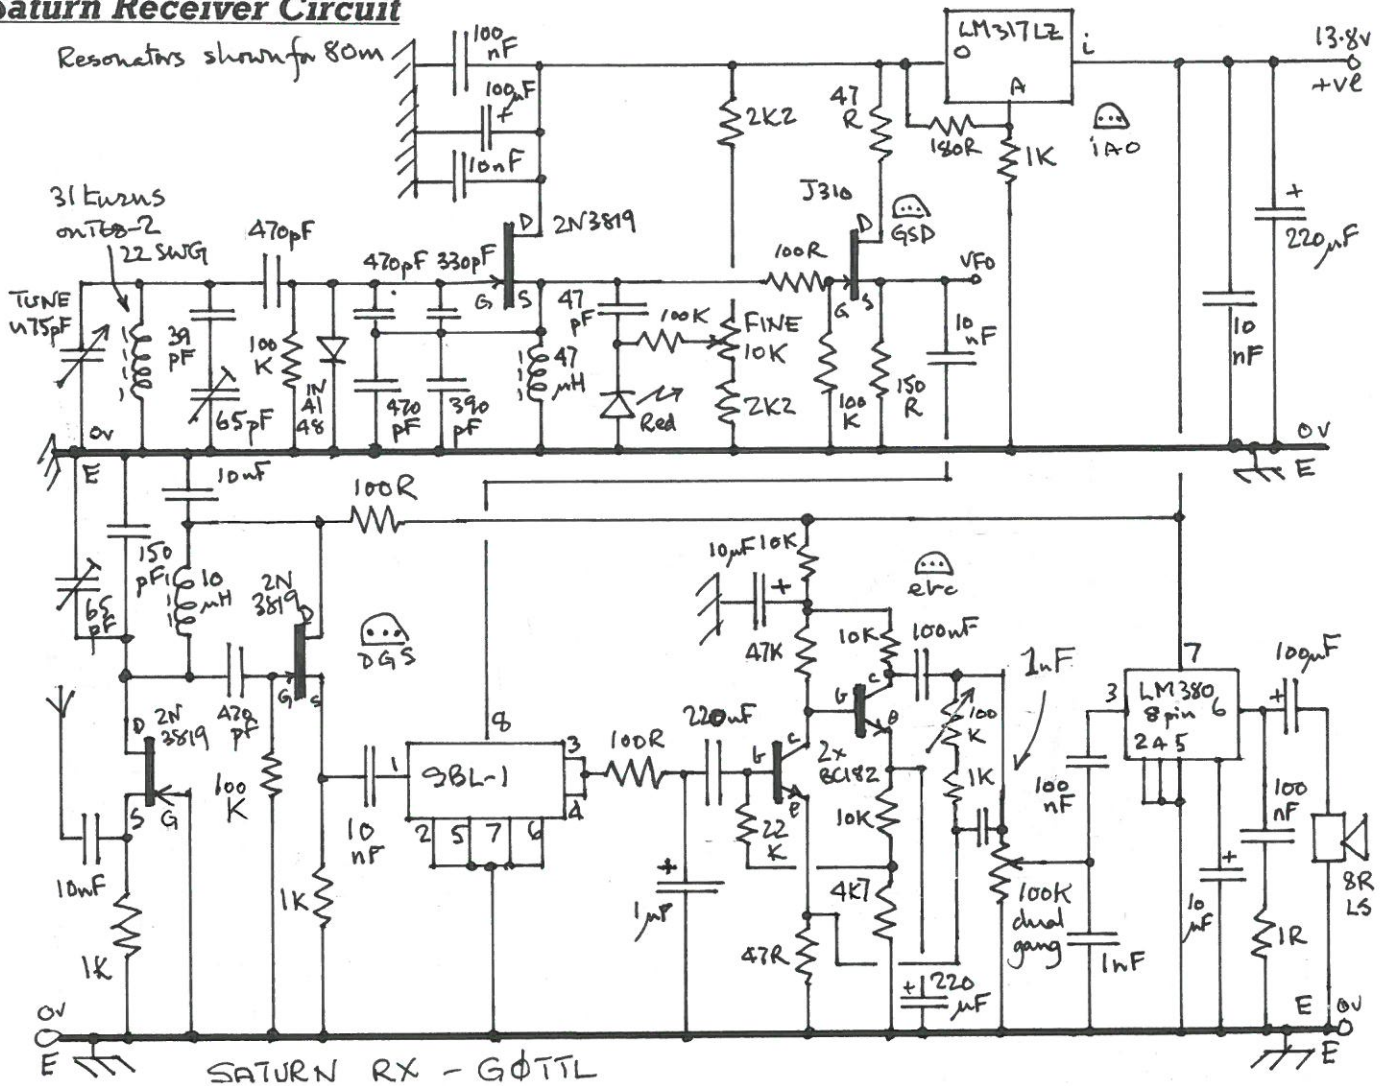 Saturn Receiver Circuit
Resonators shown for 80m
100
nF
100µF
+
10nF
LM317LZ
O
i
A
13.8v
+ve
2K2
47
R
180R
1K
iAO
31 turns
on T68-2
22 SWG
470pF
470pF
330pF
D
2N3819
G
S
J310
D
GSD
100R
VFO
G
S
+
220µF
TUNE
75pF
39
pF
65pF
100
K
1N
41
48
470
pF
390
pF
47
µH
47
pF
100K
FINE
10K
Red
2K2
100
K
150
R
10
nF
10
nF
0v
E
0V
E
10nF
100R
150
pF
65
pF
10
µH
2N
3819
D
G
S
DGS
10µF
+
10K
ebc
47K
10K
100nF
1nF
D
2N
3819
S
G
470
pF
100
K
10nF
1K
1K
10
nF
8
1
SBL-1
3
4
2
5
7
6
100R
220nF
+
1µF
b
c
e
22
K
b
c
e
2x
BC182
10K
4K7
47R
100
K
1K
+
220
µF
100K
dual
gang
100
nF
1nF
7
3
LM380
8pin
6
2
4
5
+
100µF
100
nF
+
10
µF
1R
8R
LS
0v
E
E
0v
E
SATURN RX - GØTTL